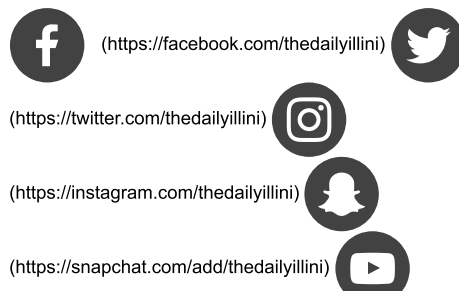 (https://facebook.com/thedailyillini)
(https://twitter.com/thedailyillini)
(https://instagram.com/thedailyillini)
(https://snapchat.com/add/thedailyillini)